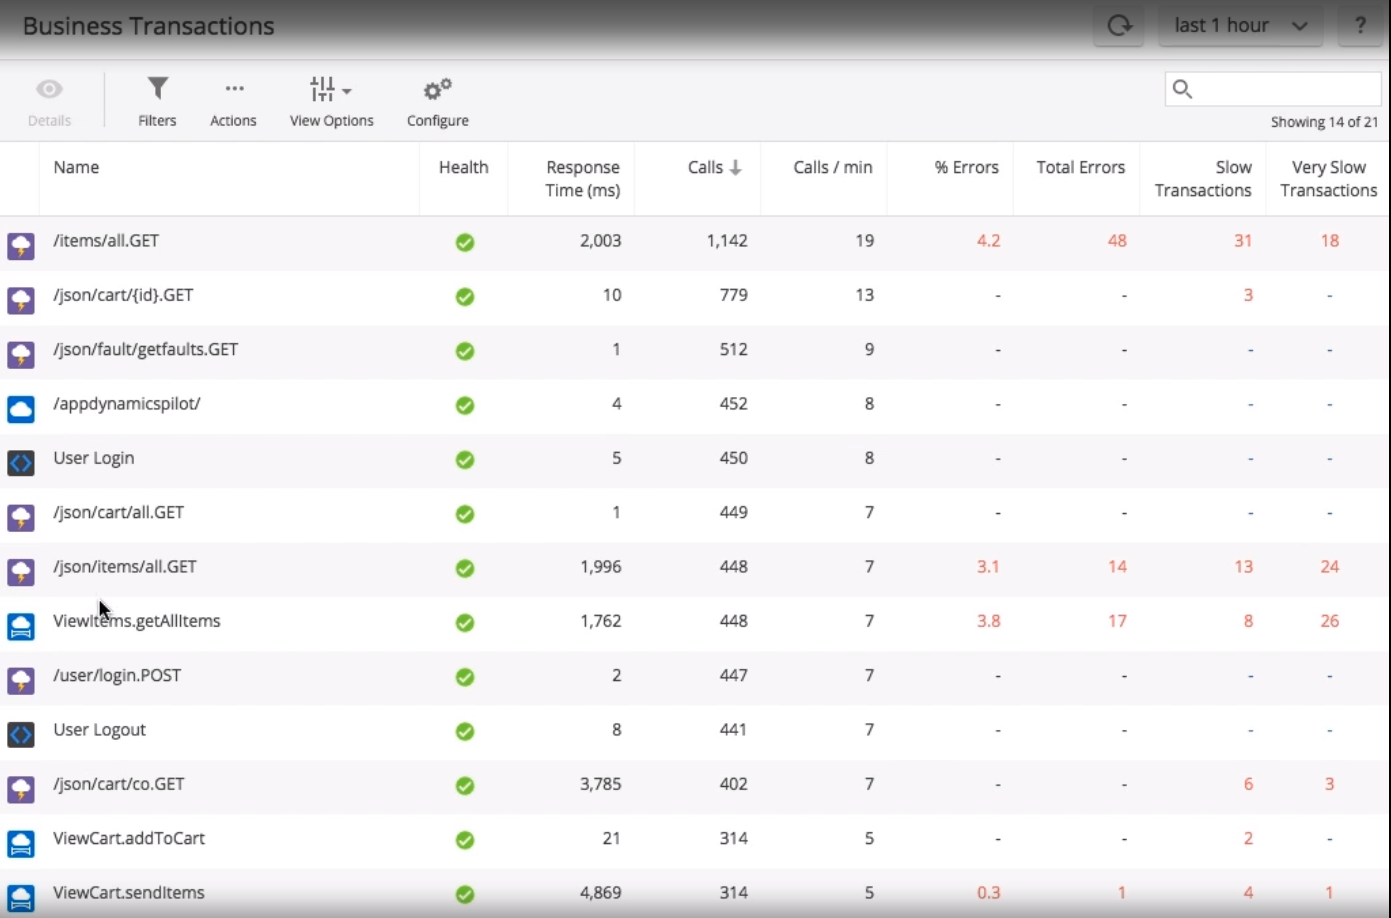 Business Transactions
last 1 hour
?
Details
Filters
Actions
View Options
Configure
Showing 14 of 21
Name Health Response Time (ms) Calls Calls / min % Errors Total Errors Slow Transactions Very Slow Transactions
/items/all.GET 2,003 1,142 19 4.2 48 31 18
/json/cart/{id}.GET 10 779 13 - - 3 -
/json/fault/getfaults.GET 1 512 9 - - - -
/appdynamicspilot/ 4 452 8 - - - -
User Login 5 450 8 - - - -
/json/cart/all.GET 1 449 7 - - - -
/json/items/all.GET 1,996 448 7 3.1 14 13 24
ViewItems.getAllItems 1,762 448 7 3.8 17 8 26
/user/login.POST 2 447 7 - - - -
User Logout 8 441 7 - - - -
/json/cart/co.GET 3,785 402 7 - - 6 3
ViewCart.addToCart 21 314 5 - - 2 -
ViewCart.sendItems 4,869 314 5 0.3 1 4 1